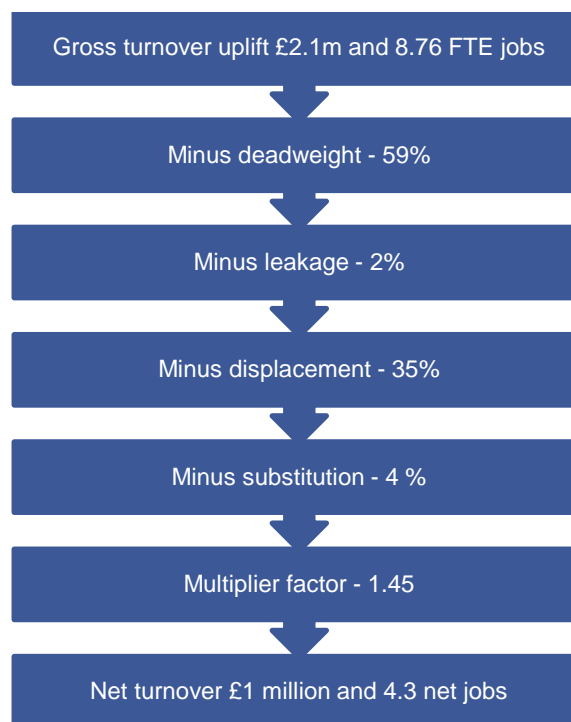 Gross turnover uplift £2.1m and 8.76 FTE jobs
Minus deadweight - 59%
Minus leakage - 2%
Minus displacement - 35%
Minus substitution - 4 %
Multiplier factor - 1.45
Net turnover £1 million and 4.3 net jobs